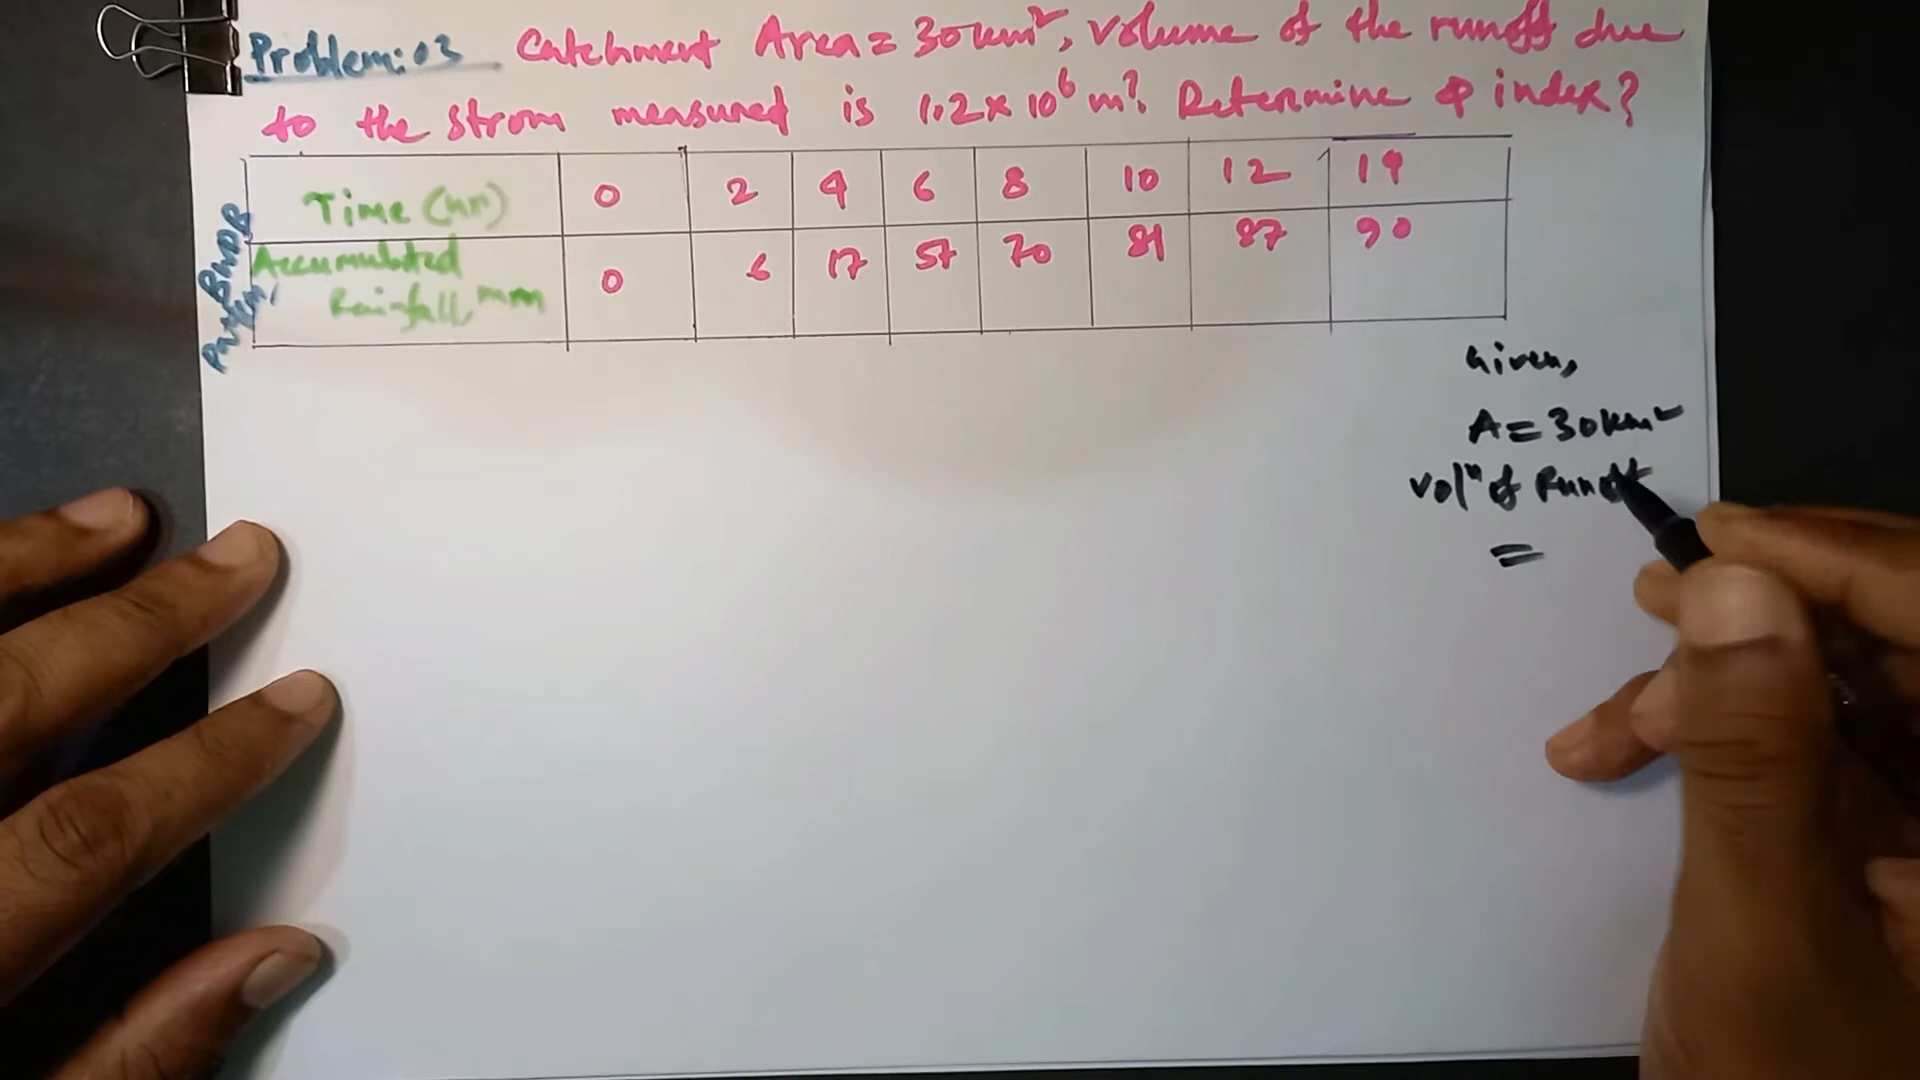 Problem: 03 Catchment Area = 30 km², volume of the runoff due
to the strom measured is 1.2 × 10⁶ m³. Determine φ index?
Time (hr) 0 2 4 6 8 10 12 14
Accumulated Rainfall, mm 0 6 17 57 70 81 87 90
BWDB
Given,
A = 30 km²
Volⁿ of Runoff
=